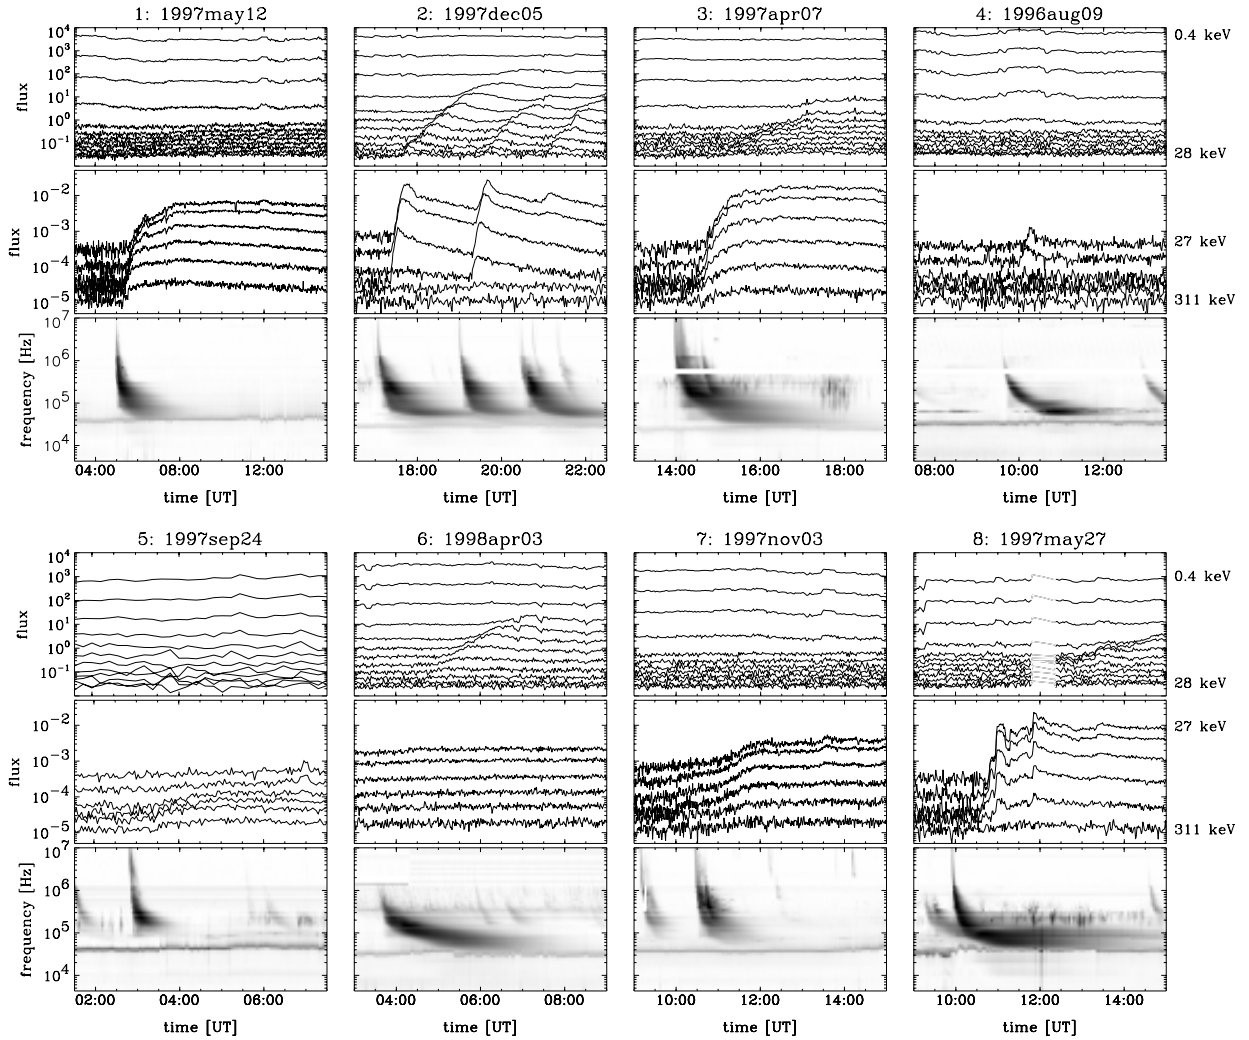 1: 1997may12 2: 1997dec05 3: 1997apr07 4: 1996aug09
10^4 10^3 10^2 10^1 10^0 10^-1
flux
0.4 keV
28 keV
10^-2 10^-3 10^-4 10^-5
flux
27 keV
311 keV
10^7 10^6 10^5 10^4
frequency [Hz]
04:00 08:00 12:00 18:00 20:00 22:00 14:00 16:00 18:00 08:00 10:00 12:00
time [UT] time [UT] time [UT] time [UT]
5: 1997sep24 6: 1998apr03 7: 1997nov03 8: 1997may27
10^4 10^3 10^2 10^1 10^0 10^-1
flux
0.4 keV
28 keV
10^-2 10^-3 10^-4 10^-5
flux
27 keV
311 keV
10^7 10^6 10^5 10^4
frequency [Hz]
02:00 04:00 06:00 04:00 06:00 08:00 10:00 12:00 14:00 10:00 12:00 14:00
time [UT] time [UT] time [UT] time [UT]